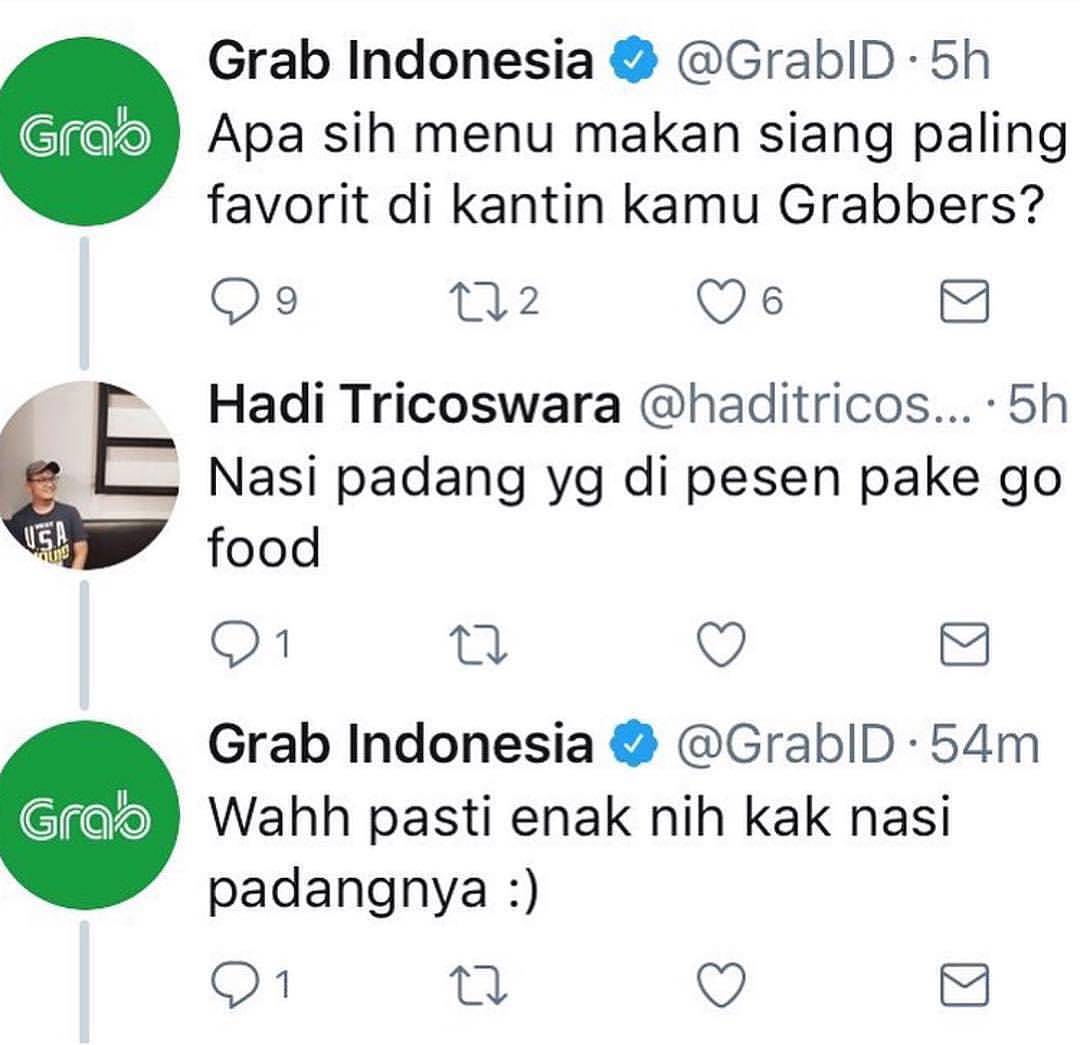 Grab
Grab Indonesia @GrabID · 5h
Apa sih menu makan siang paling
favorit di kantin kamu Grabbers?
9 2 6
Hadi Tricoswara @haditricos... · 5h
Nasi padang yg di pesen pake go
food
USA
1
Grab
Grab Indonesia @GrabID · 54m
Wahh pasti enak nih kak nasi
padangnya :)
1